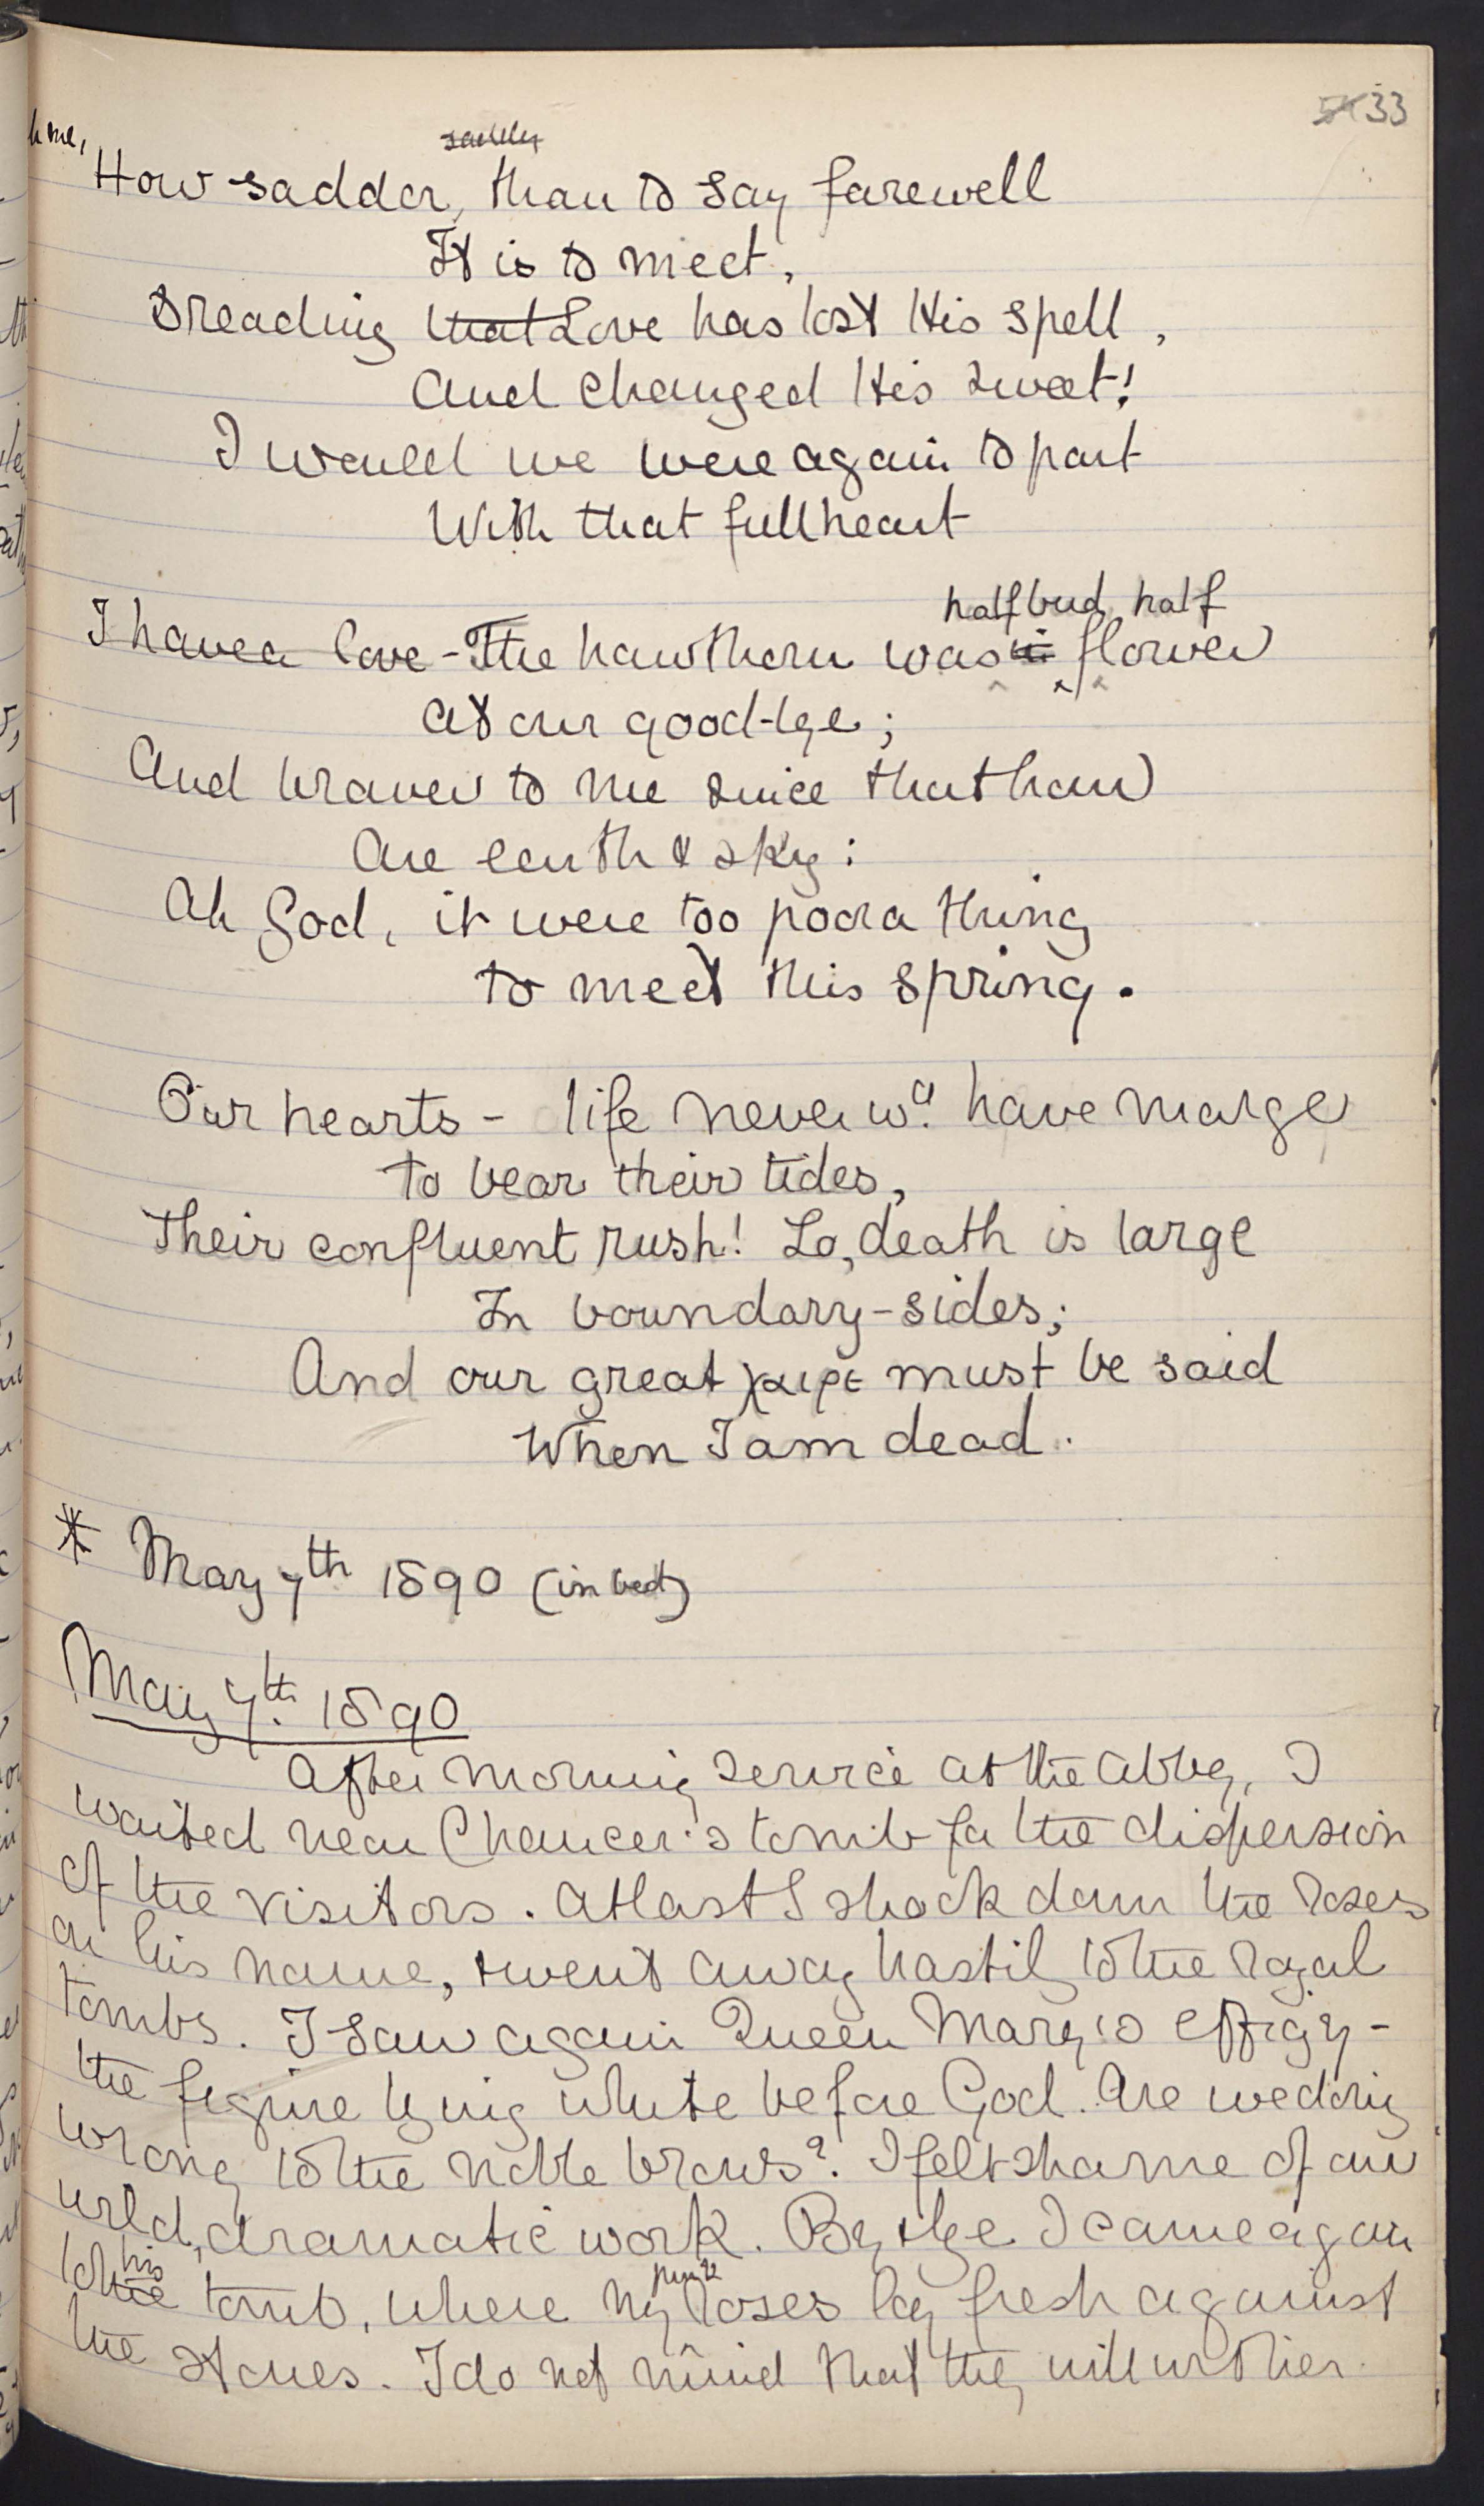 33
sadder
How sadder, than to say farewell
It is to meet,
Dreading that Love has lost His spell,
And changed His sweet!
I would we were again to part
With that full heart
half bud, half
I have a love - The hawthorn was in flower
At our good-bye;
And braver to me since that hour
Are earth & sky:
Ah God, it were too poor a thing
to meet this spring.
Our hearts - life never wd. have marge
to bear their tides,
Their confluent rush! Lo, death is large
In boundary-sides;
And our great χαιρε must be said
When I am dead.
* May 7th 1890 (in bed)
May 7th. 1890
After morning service at the Abbey, I
waited near Chaucer's tomb for the dispersion
of the visitors. At last I shook down the roses
on his name, & went away hastily to the royal
tombs. I saw again Queen Mary's effigy -
the figure lying white before God. Are we doing
wrong to the noble brows? I felt shame of our
wild, dramatic work. By & bye I came again
his
to the tomb, where my roses lay fresh against
the stones. I do not mind that they will wither.